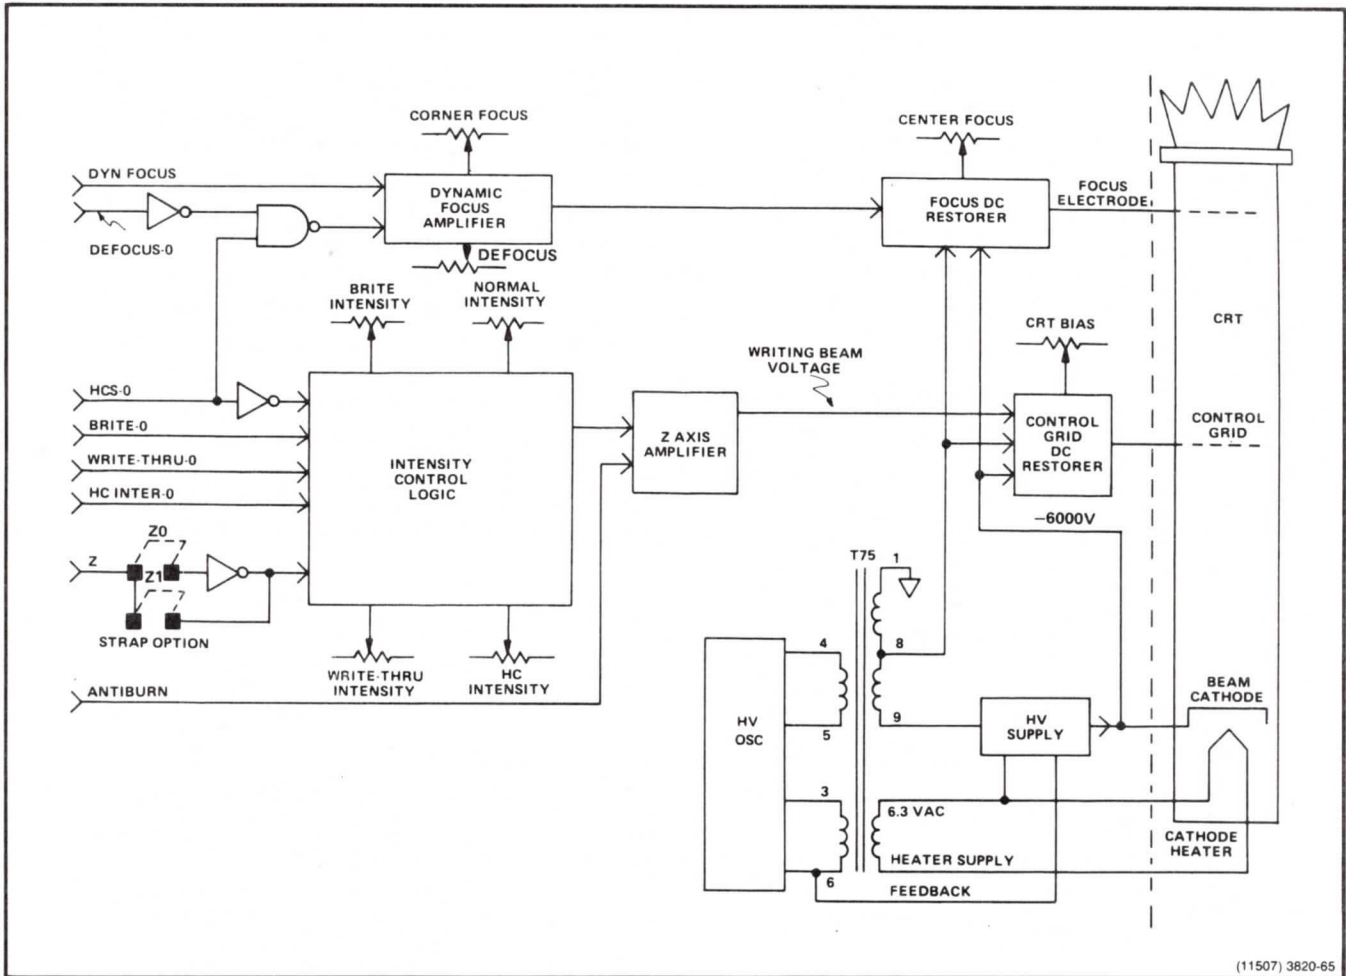 CORNER FOCUS
CENTER FOCUS
DYN FOCUS
DYNAMIC
FOCUS
AMPLIFIER
FOCUS DC
RESTORER
FOCUS
ELECTRODE
DEFOCUS-0
DEFOCUS
BRITE
INTENSITY
NORMAL
INTENSITY
CRT BIAS
CRT
WRITING BEAM
VOLTAGE
HCS-0
BRITE-0
WRITE-THRU-0
HC INTER-0
INTENSITY
CONTROL
LOGIC
Z AXIS
AMPLIFIER
CONTROL
GRID
DC
RESTORER
CONTROL
GRID
-6000V
Z0
Z
Z1
STRAP OPTION
T75
1
4
8
WRITE-THRU
INTENSITY
HC
INTENSITY
ANTIBURN
HV
OSC
5
9
HV
SUPPLY
BEAM
CATHODE
3
6.3 VAC
CATHODE
HEATER
HEATER SUPPLY
6
FEEDBACK
(11507) 3820-65